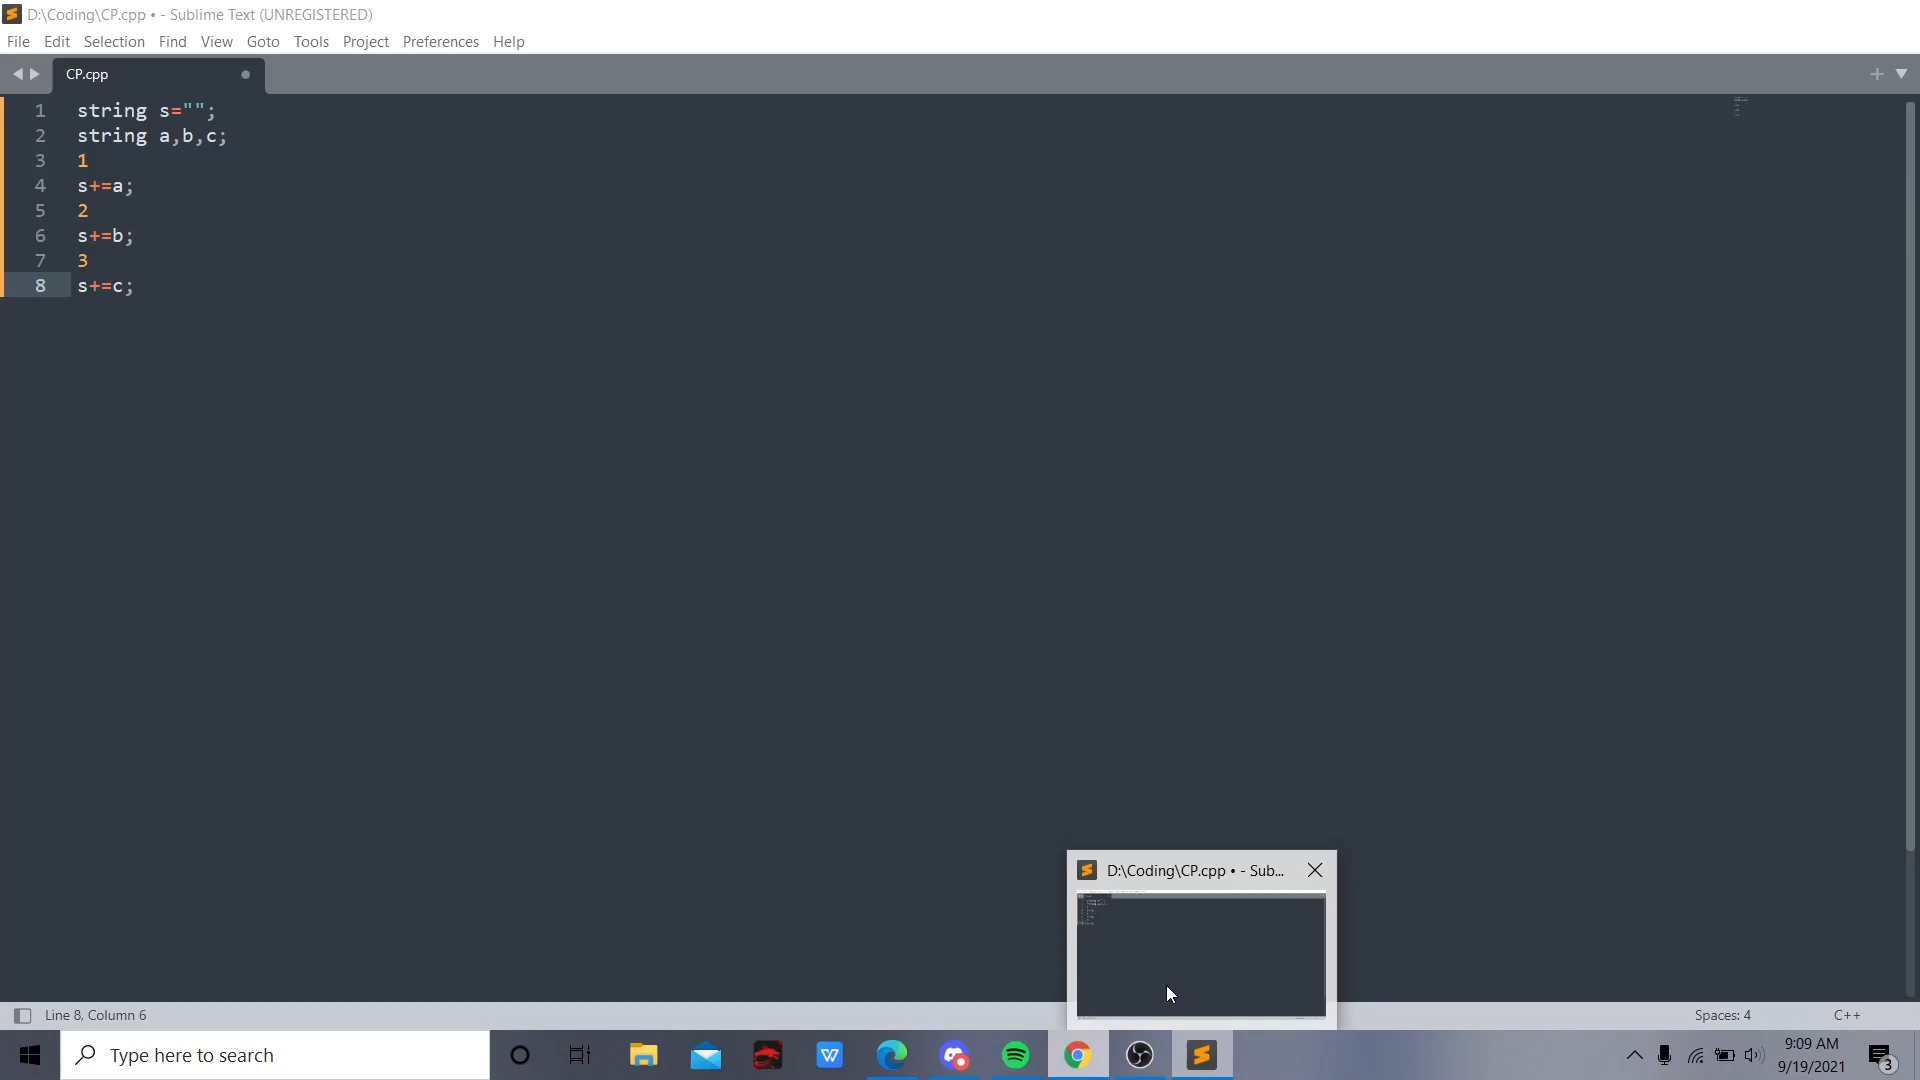 D:\Coding\CP.cpp • - Sublime Text (UNREGISTERED)
File Edit Selection Find View Goto Tools Project Preferences Help
CP.cpp
1 string s="";
2 string a,b,c;
3 1
4 s+=a;
5 2
6 s+=b;
7 3
8 s+=c;
D:\Coding\CP.cpp • - Sub...
Line 8, Column 6
Spaces: 4
C++
Type here to search
W
9:09 AM
9/19/2021
3